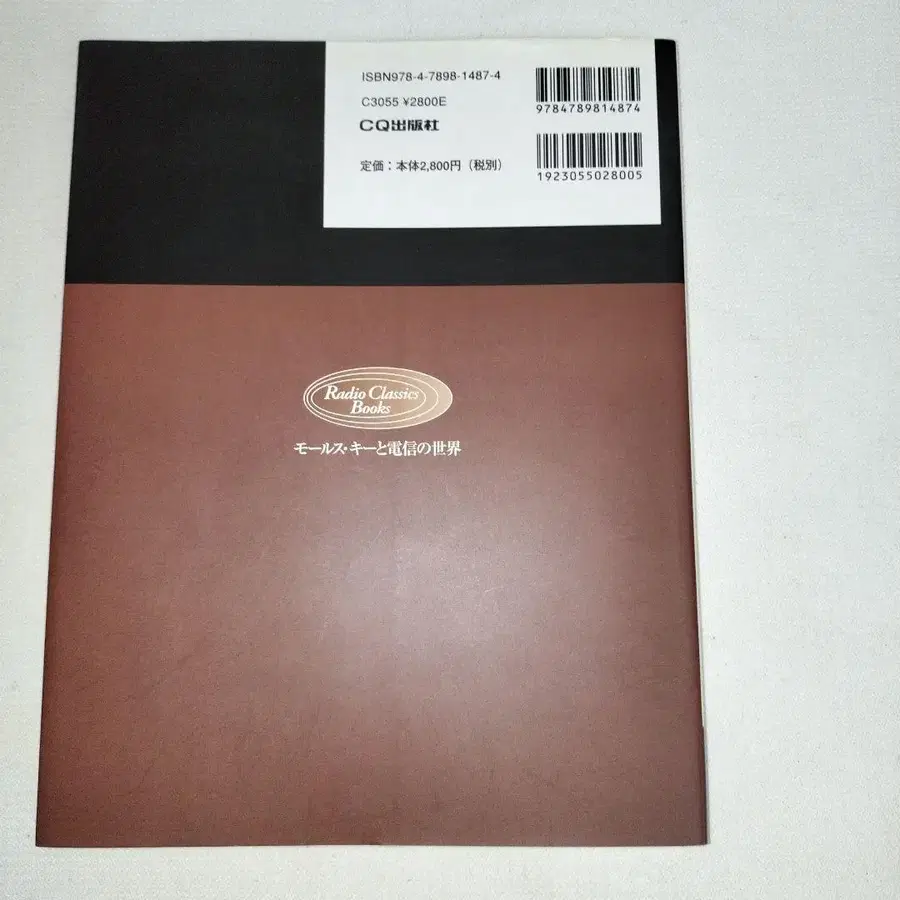 ISBN978-4-7898-1487-4
C3055 ¥2800E
CQ出版社
定価：本体2,800円（税別）
9784789814874
1923055028005
Radio Classics
Books
モールス・キーと電信の世界